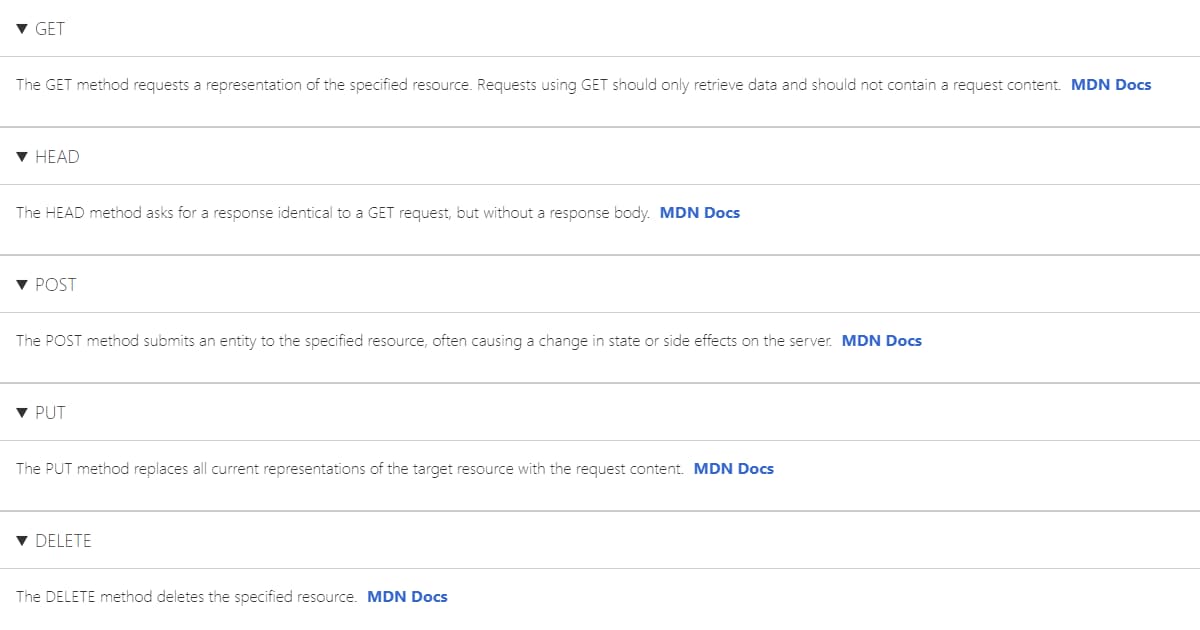 ▼ GET
The GET method requests a representation of the specified resource. Requests using GET should only retrieve data and should not contain a request content. MDN Docs
▼ HEAD
The HEAD method asks for a response identical to a GET request, but without a response body. MDN Docs
▼ POST
The POST method submits an entity to the specified resource, often causing a change in state or side effects on the server. MDN Docs
▼ PUT
The PUT method replaces all current representations of the target resource with the request content. MDN Docs
▼ DELETE
The DELETE method deletes the specified resource. MDN Docs